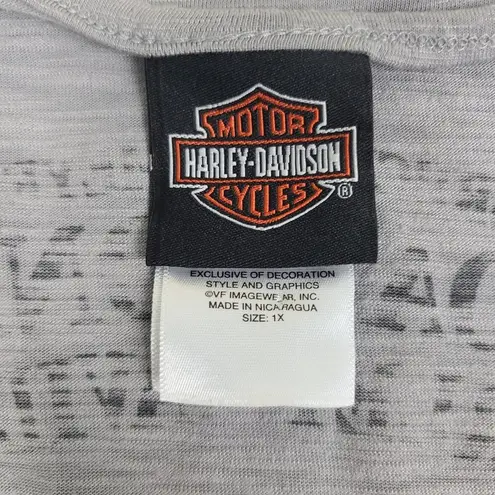 MOTOR
HARLEY-DAVIDSON
CYCLES
®
EXCLUSIVE OF DECORATION
STYLE AND GRAPHICS
©VF IMAGEWEAR, INC.
MADE IN NICARAGUA
SIZE: 1X